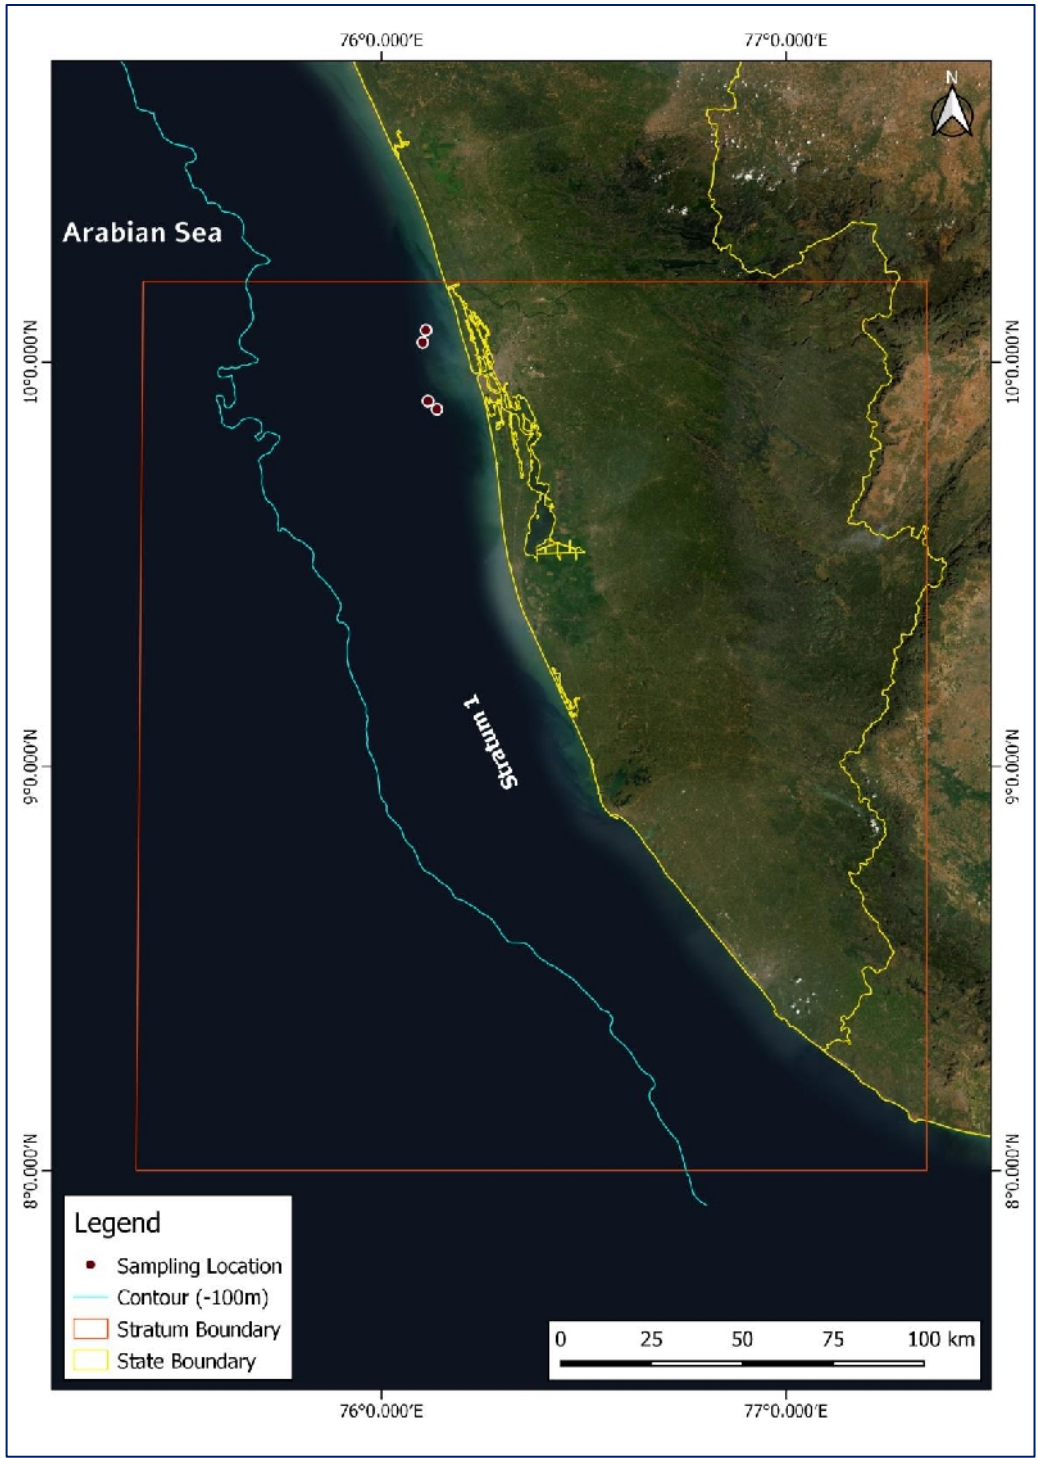 76°0.000'E 77°0.000'E
N
Arabian Sea
10°0.000'N 10°0.000'N
Stratum 1
9°0.000'N 9°0.000'N
8°0.000'N 8°0.000'N
Legend
Sampling Location
Contour (-100m)
Stratum Boundary
State Boundary
0 25 50 75 100 km
76°0.000'E 77°0.000'E